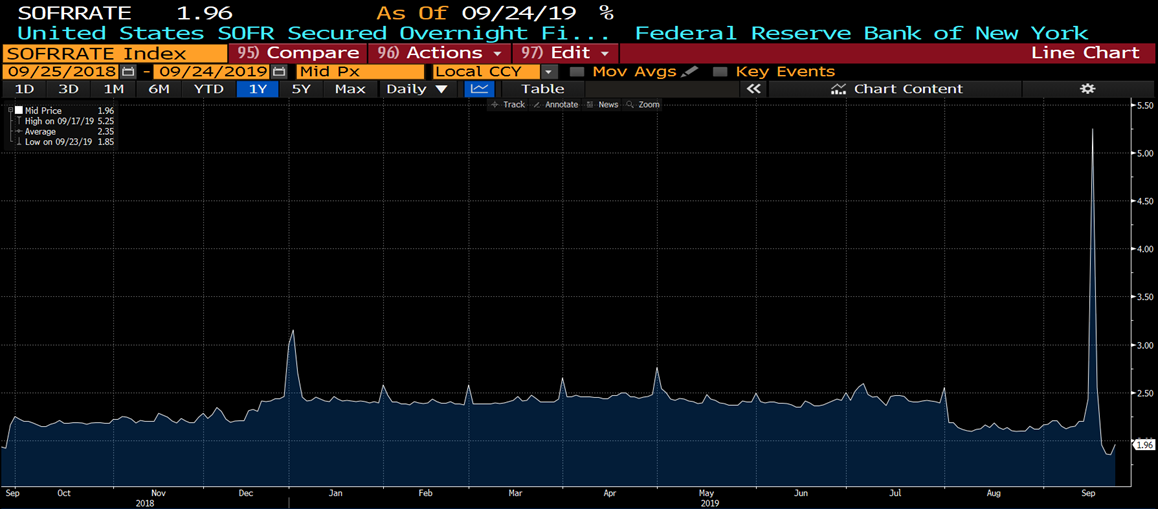 SOFRRATE 1.96 As Of 09/24/19 %
United States SOFR Secured Overnight Fi... Federal Reserve Bank of New York
SOFRRATE Index 95) Compare 96) Actions 97) Edit Line Chart
09/25/2018 - 09/24/2019 Mid Px Local CCY Mov Avgs Key Events
1D 3D 1M 6M YTD 1Y 5Y Max Daily ▼ Table « Chart Content
Track Annotate News Zoom
Mid Price 1.96
High on 09/17/19 5.25
Average 2.35
Low on 09/23/19 1.85
5.50
5.00
4.50
4.00
3.50
3.00
2.50
1.96
Sep Oct Nov Dec Jan Feb Mar Apr May Jun Jul Aug Sep
2018 2019